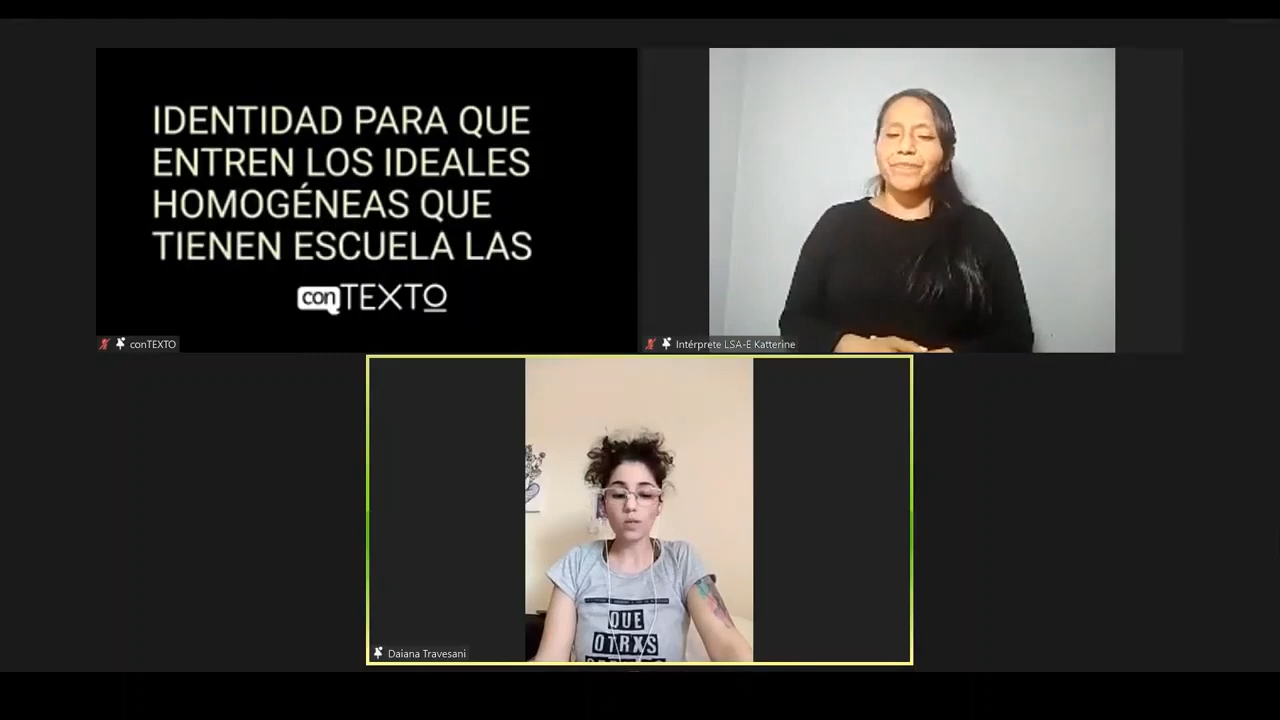 IDENTIDAD PARA QUE
ENTREN LOS IDEALES
HOMOGÉNEAS QUE
TIENEN ESCUELA LAS
conTEXTO
conTEXTO
Intérprete LSA-E Katterine
QUE
OTRXS
Daiana Travesani